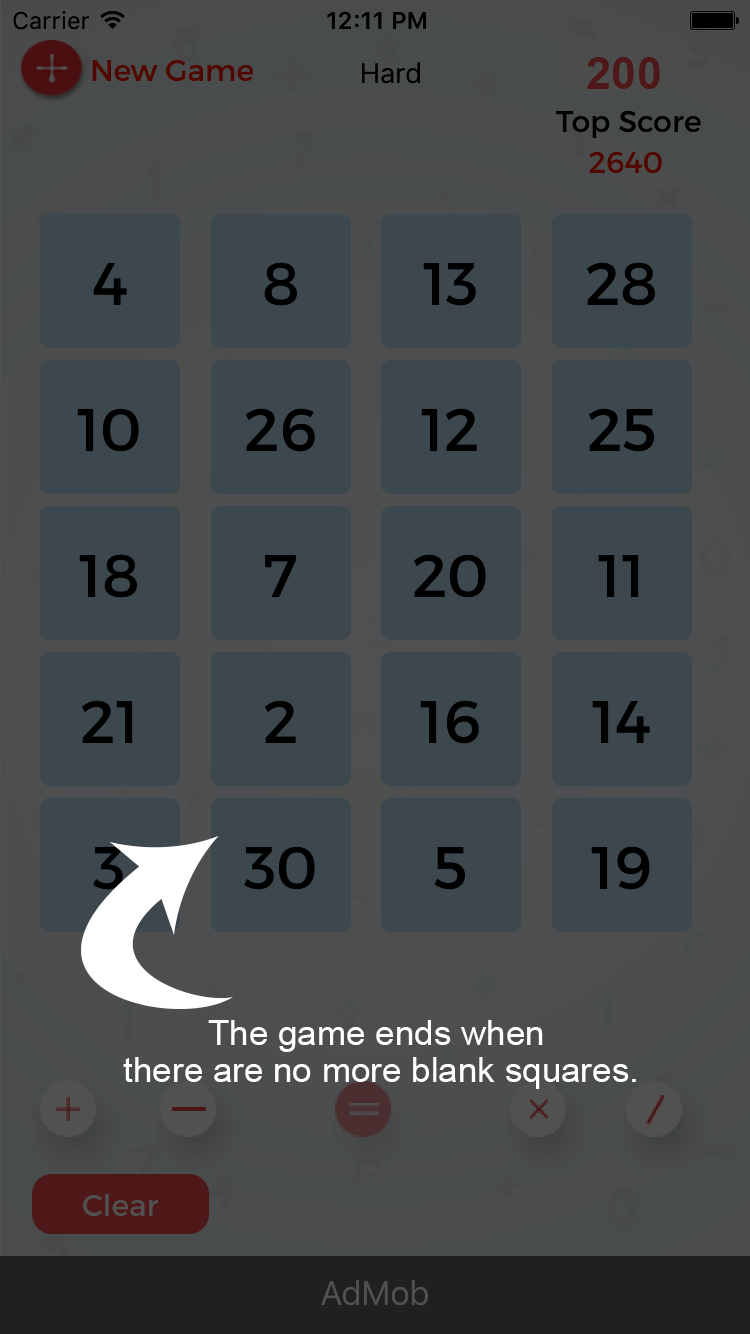 Carrier 12:11 PM
New Game Hard 200
Top Score
2640
4 8 13 28
10 26 12 25
18 7 20 11
21 2 16 14
3 30 5 19
The game ends when
there are no more blank squares.
+ − = × /
Clear
AdMob